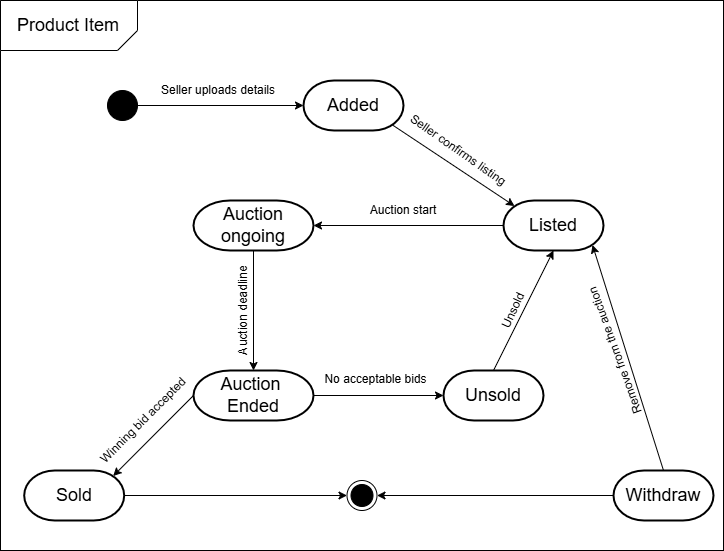 Product Item
Seller uploads details
Added
Seller confirms listing
Auction
ongoing
Auction start
Listed
Auction deadline
Unsold
Remove from the auction
Auction
Ended
No acceptable bids
Unsold
Winning bid accepted
Sold
Withdraw